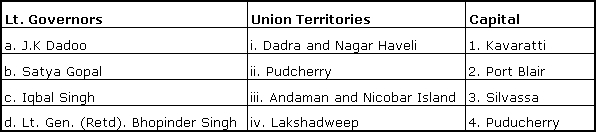 Lt. Governors Union Territories Capital
a. J.K Dadoo i. Dadra and Nagar Haveli 1. Kavaratti
b. Satya Gopal ii. Pudcherry 2. Port Blair
c. Iqbal Singh iii. Andaman and Nicobar Island 3. Silvassa
d. Lt. Gen. (Retd). Bhopinder Singh iv. Lakshadweep 4. Puducherry